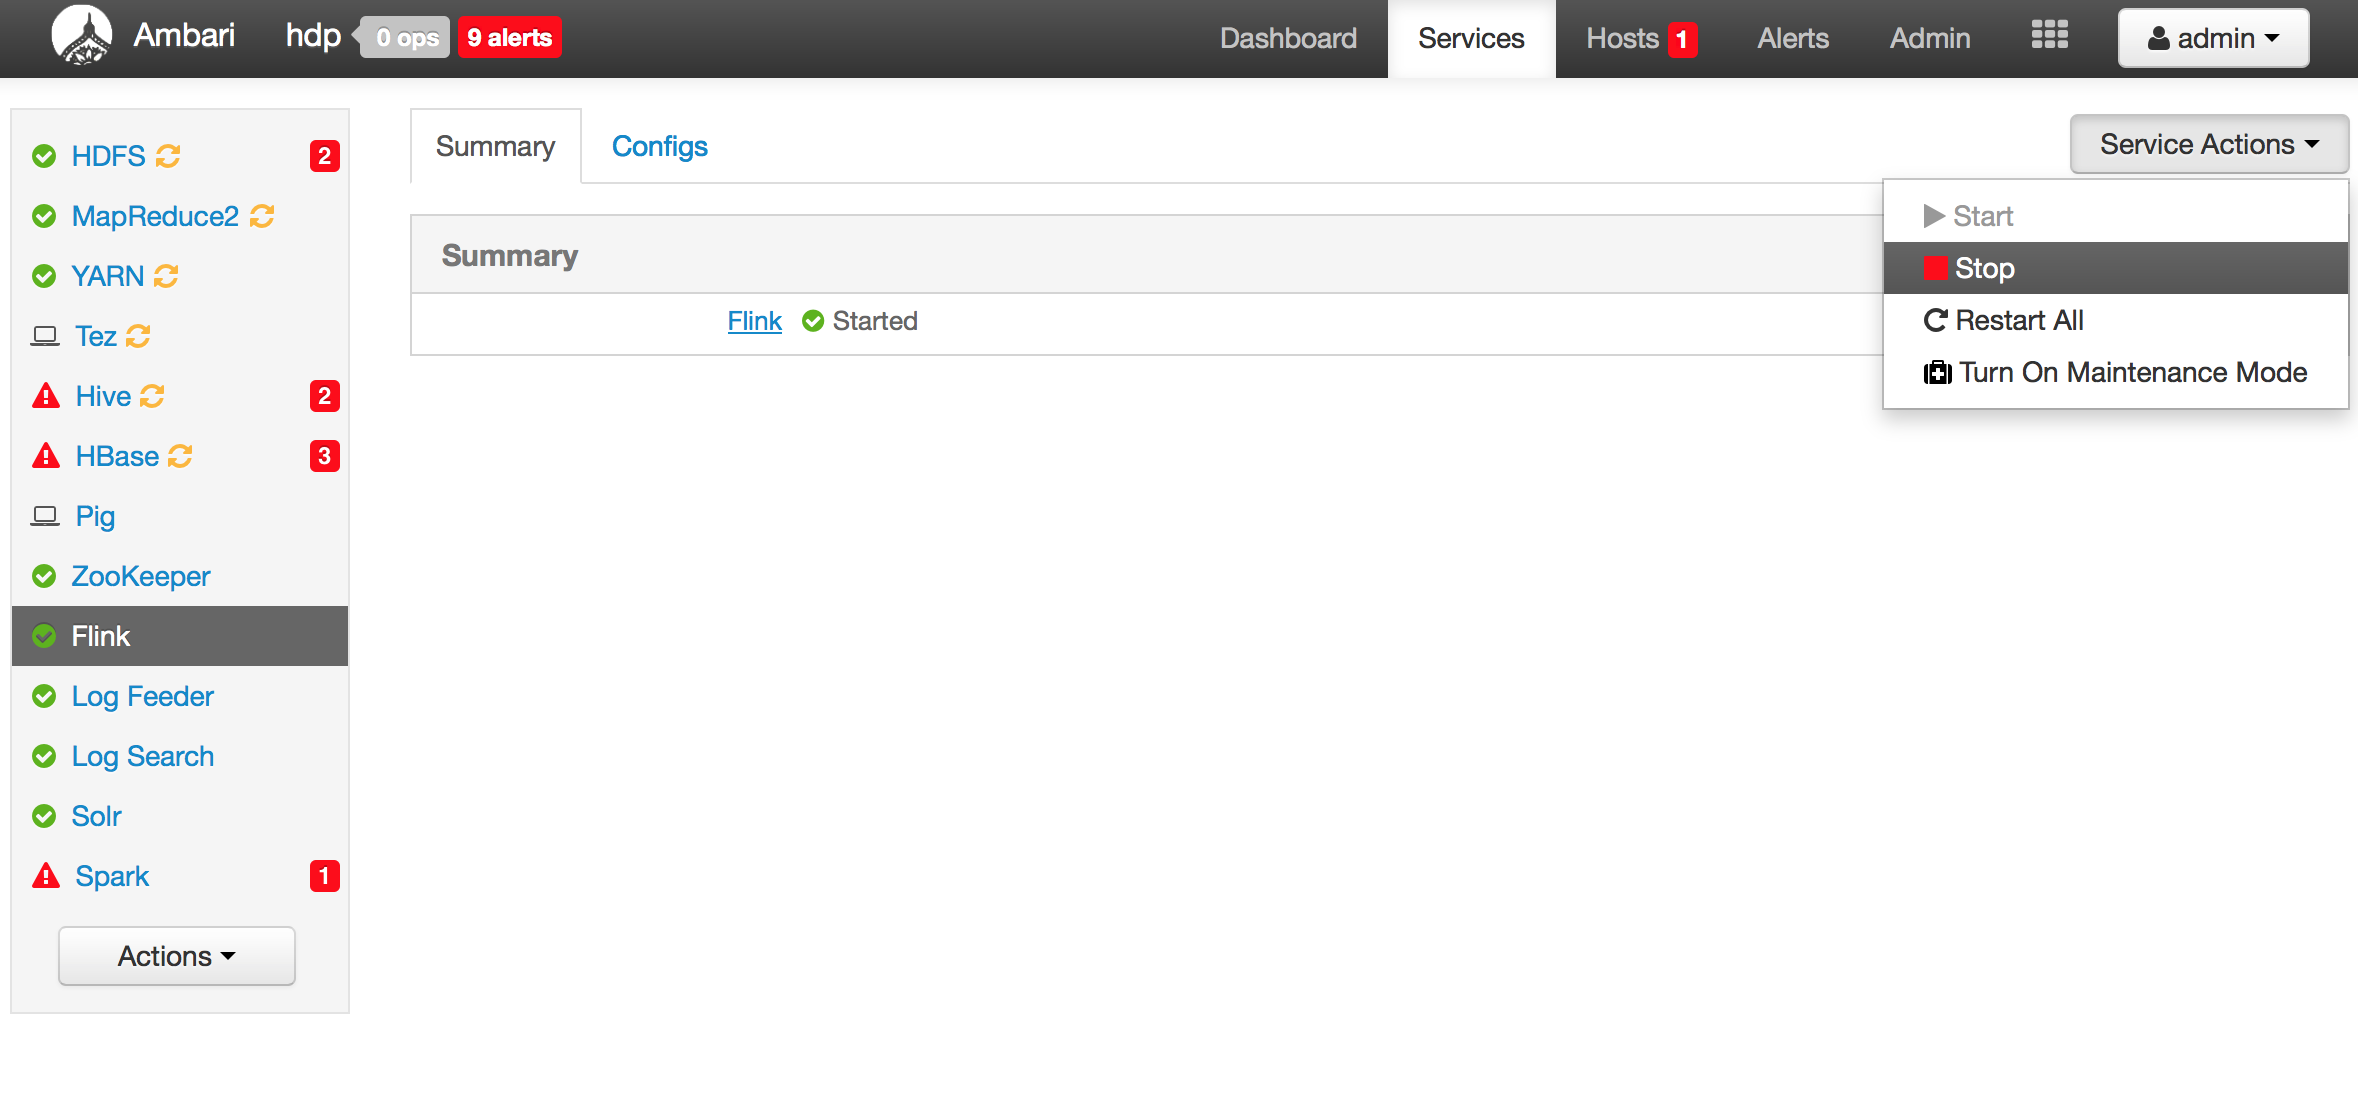 Ambari hdp 0 ops 9 alerts Dashboard Services Hosts 1 Alerts Admin admin
HDFS 2
MapReduce2
YARN
Tez
Hive 2
HBase 3
Pig
ZooKeeper
Flink
Log Feeder
Log Search
Solr
Spark 1
Actions
Summary Configs
Service Actions
Start
Stop
Restart All
Turn On Maintenance Mode
Summary
Flink Started